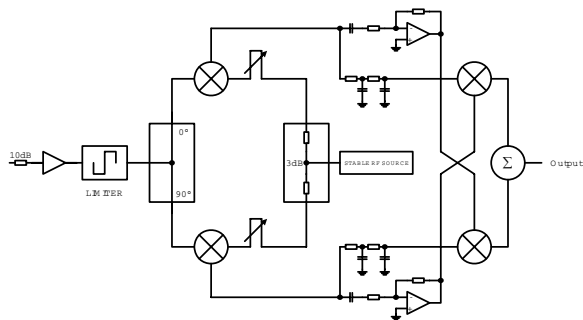 10dB
LIMITER
0°
90°
3dB
STABLE RF SOURCE
Σ
Output